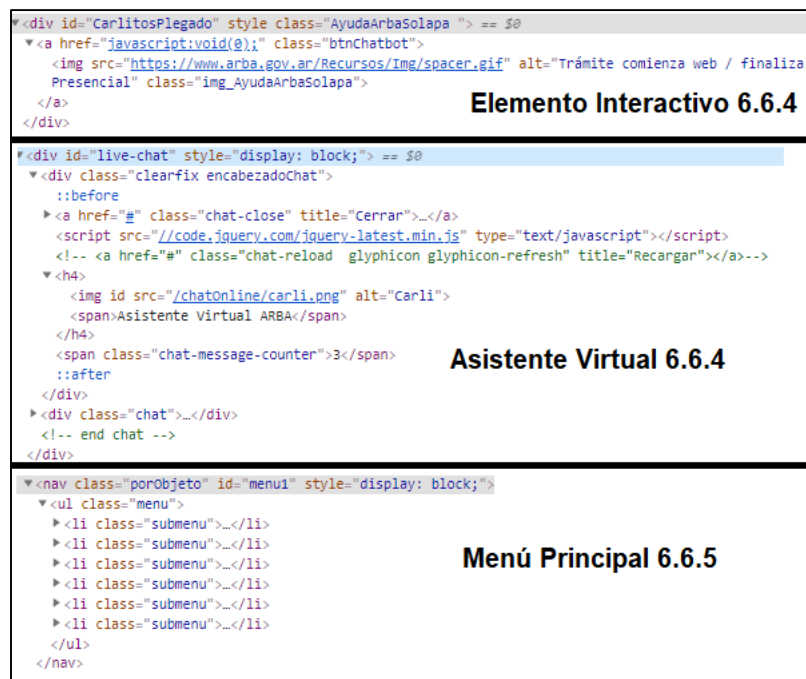 ▼<div id="CarlitosPlegado" style class="AyudaArbaSolapa "> == $0
▼<a href="javascript:void(0);" class="btnChatbot">
<img src="https://www.arba.gov.ar/Recursos/Img/spacer.gif" alt="Trámite comienza web / finaliza
Presencial" class="img_AyudaArbaSolapa">
</a>
Elemento Interactivo 6.6.4
</div>
▼<div id="live-chat" style="display: block;"> == $0
▼<div class="clearfix encabezadoChat">
::before
▶<a href="#" class="chat-close" title="Cerrar">…</a>
<script src="//code.jquery.com/jquery-latest.min.js" type="text/javascript"></script>
<!-- <a href="#" class="chat-reload  glyphicon glyphicon-refresh" title="Recargar"></a>-->
▼<h4>
<img id src="/chatOnline/carli.png" alt="Carli">
<span>Asistente Virtual ARBA</span>
</h4>
<span class="chat-message-counter">3</span>
Asistente Virtual 6.6.4
::after
</div>
▶<div class="chat">…</div>
<!-- end chat -->
</div>
▼<nav class="porObjeto" id="menu1" style="display: block;">
▼<ul class="menu">
▶<li class="submenu">…</li>
▶<li class="submenu">…</li>
▶<li class="submenu">…</li>
Menú Principal 6.6.5
▶<li class="submenu">…</li>
▶<li class="submenu">…</li>
▶<li class="submenu">…</li>
</ul>
</nav>